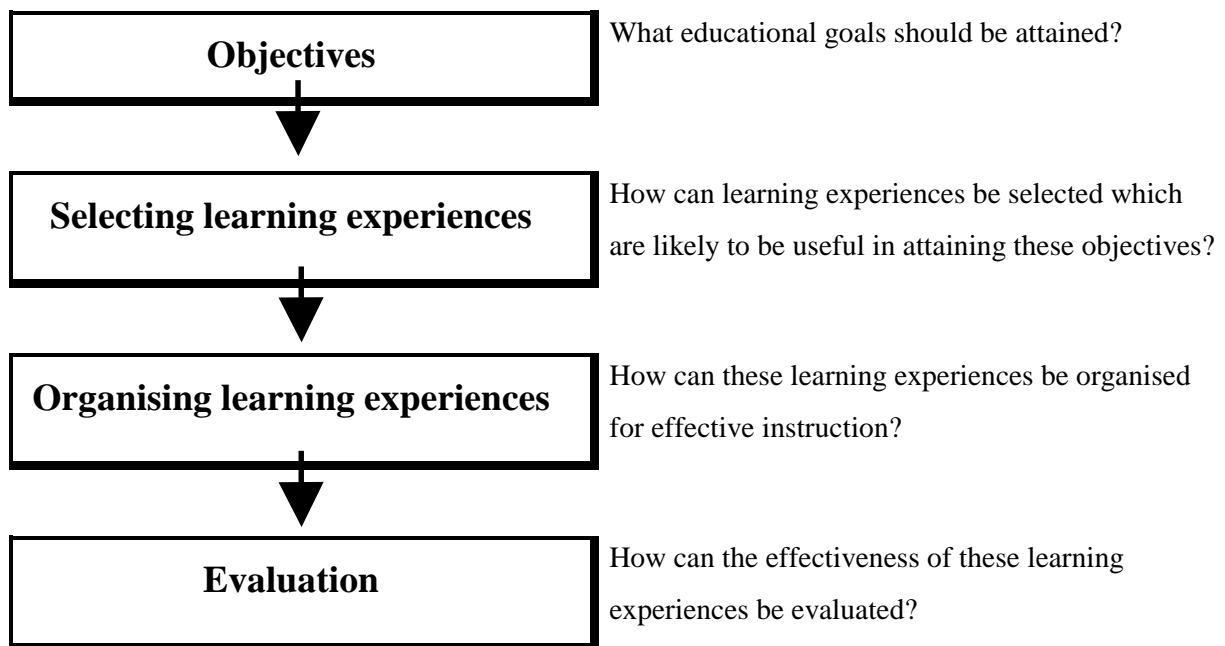 Objectives
What educational goals should be attained?
Selecting learning experiences
How can learning experiences be selected which
are likely to be useful in attaining these objectives?
Organising learning experiences
How can these learning experiences be organised
for effective instruction?
Evaluation
How can the effectiveness of these learning
experiences be evaluated?